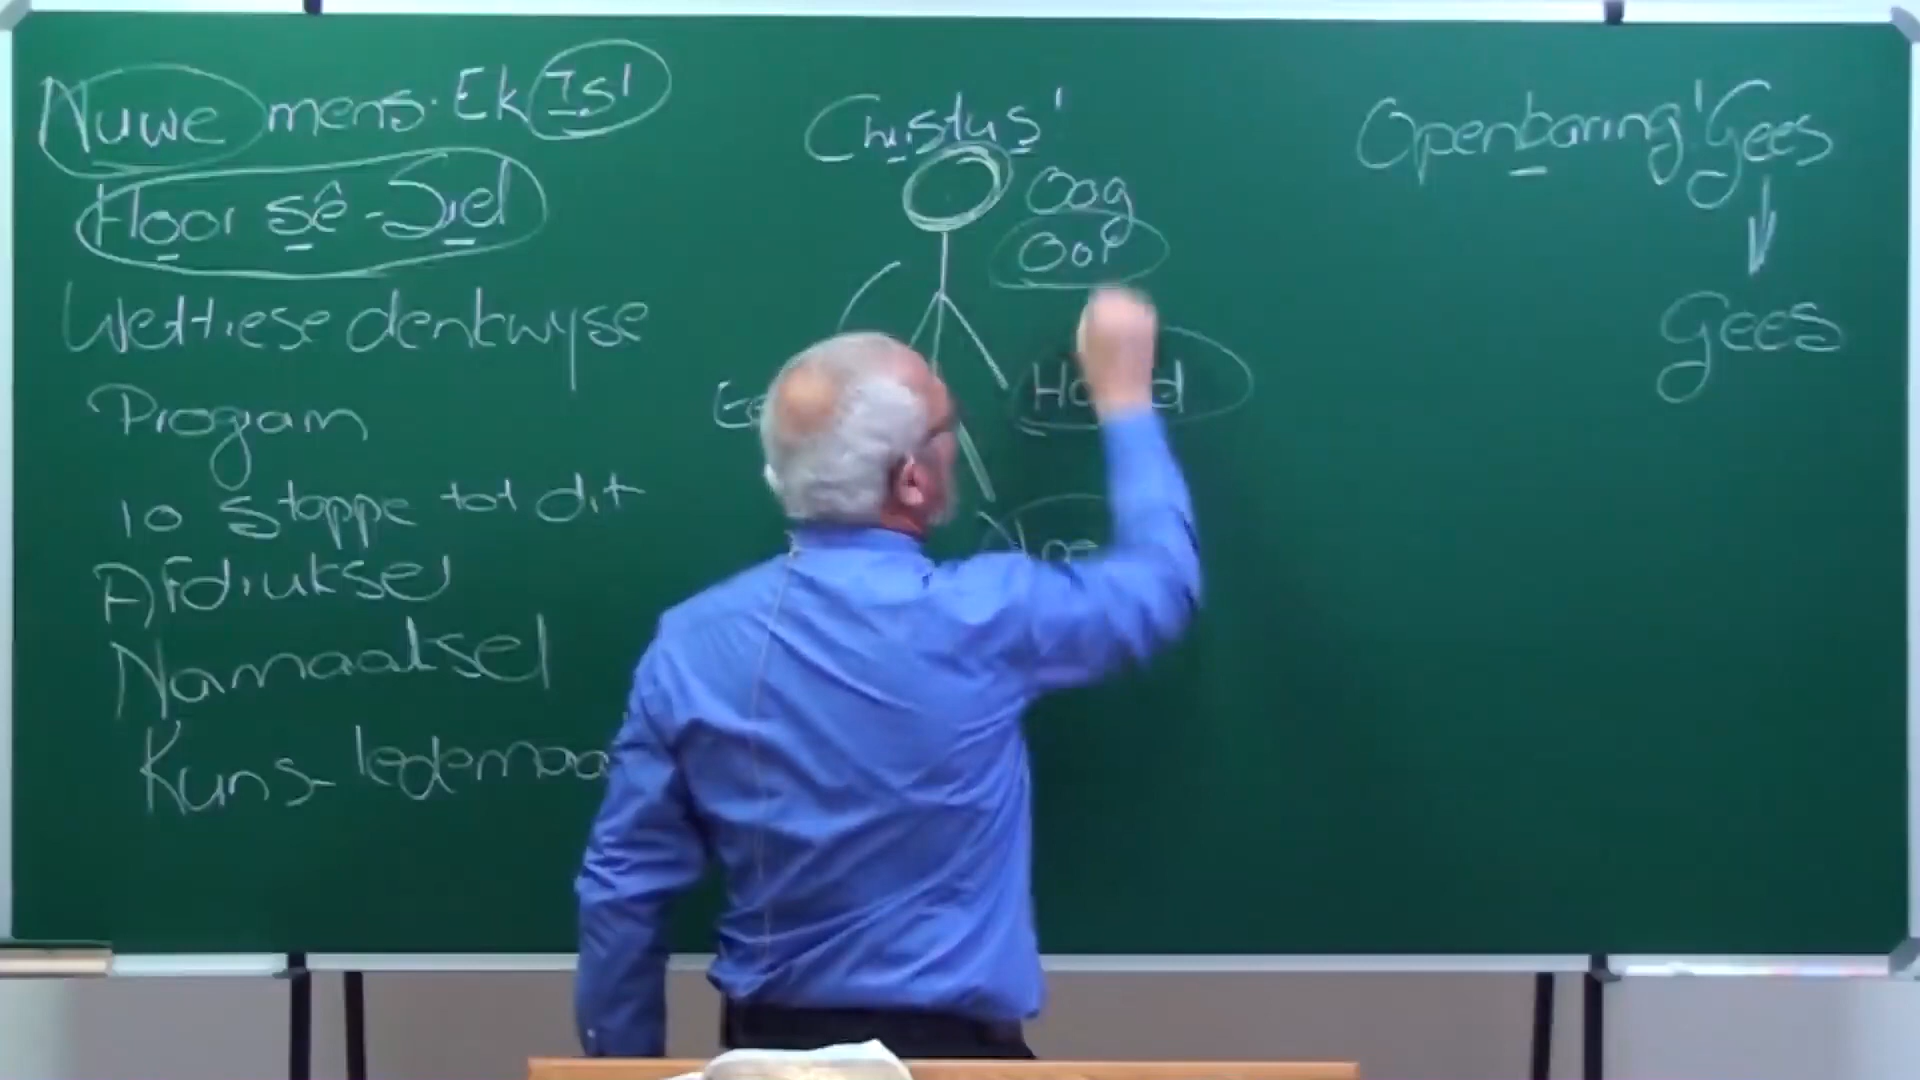 Nuwe mens. Ek Is!
Hoor sê - Siel
Wettiese denkwyse
Program
10 stappe tot dit
Afdruksel
Namaaksel
Kuns-
Christus!
Oog
Oor
Openbaring! Gees
Gees